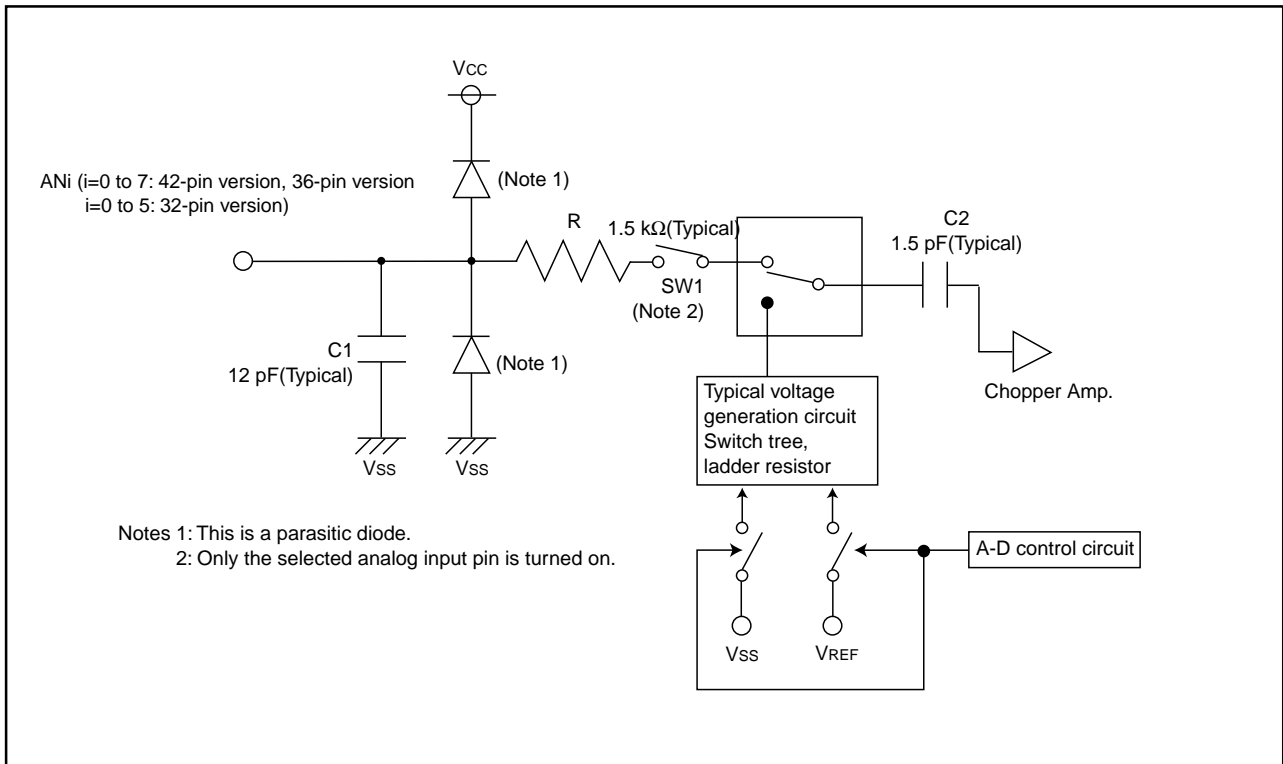 VCC
ANi (i=0 to 7: 42-pin version, 36-pin version
i=0 to 5: 32-pin version)
(Note 1)
R
1.5 kΩ(Typical)
SW1
(Note 2)
C2
1.5 pF(Typical)
C1
12 pF(Typical)
(Note 1)
VSS
VSS
Chopper Amp.
Typical voltage
generation circuit
Switch tree,
ladder resistor
Notes 1: This is a parasitic diode.
2: Only the selected analog input pin is turned on.
A-D control circuit
VSS
VREF